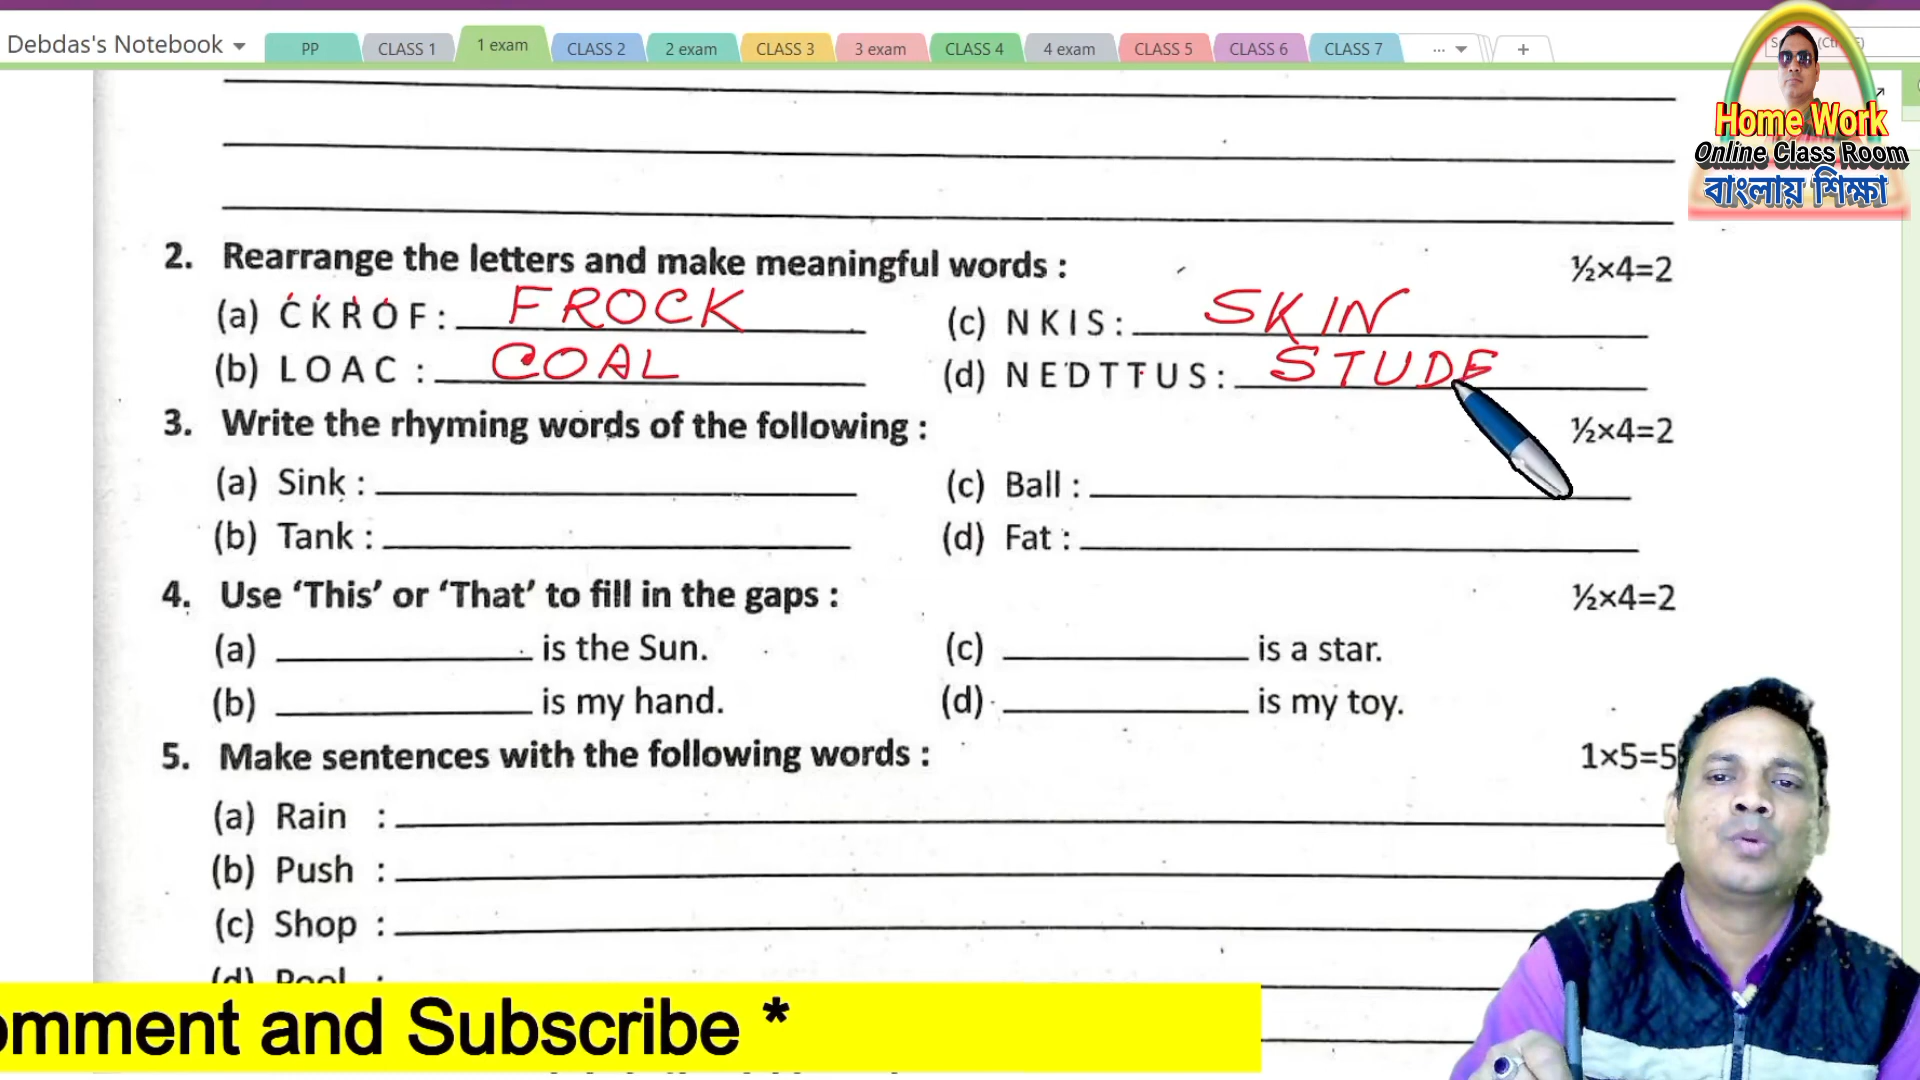 Debdas's Notebook PP CLASS 1 1 exam CLASS 2 2 exam CLASS 3 3 exam CLASS 4 4 exam CLASS 5 CLASS 6 CLASS 7 ... +
Home Work
Online Class Room
বাংলায় শিক্ষা
2. Rearrange the letters and make meaningful words : ½×4=2
(a) C K R O F : FROCK (c) N K I S : SKIN
(b) L O A C : COAL (d) N E D T T U S : STUDE
3. Write the rhyming words of the following : ½×4=2
(a) Sink : (c) Ball :
(b) Tank : (d) Fat :
4. Use ‘This’ or ‘That’ to fill in the gaps : ½×4=2
(a) is the Sun. (c) is a star.
(b) is my hand. (d) is my toy.
5. Make sentences with the following words : 1×5=5
(a) Rain :
(b) Push :
(c) Shop :
(d) :
omment and Subscribe *